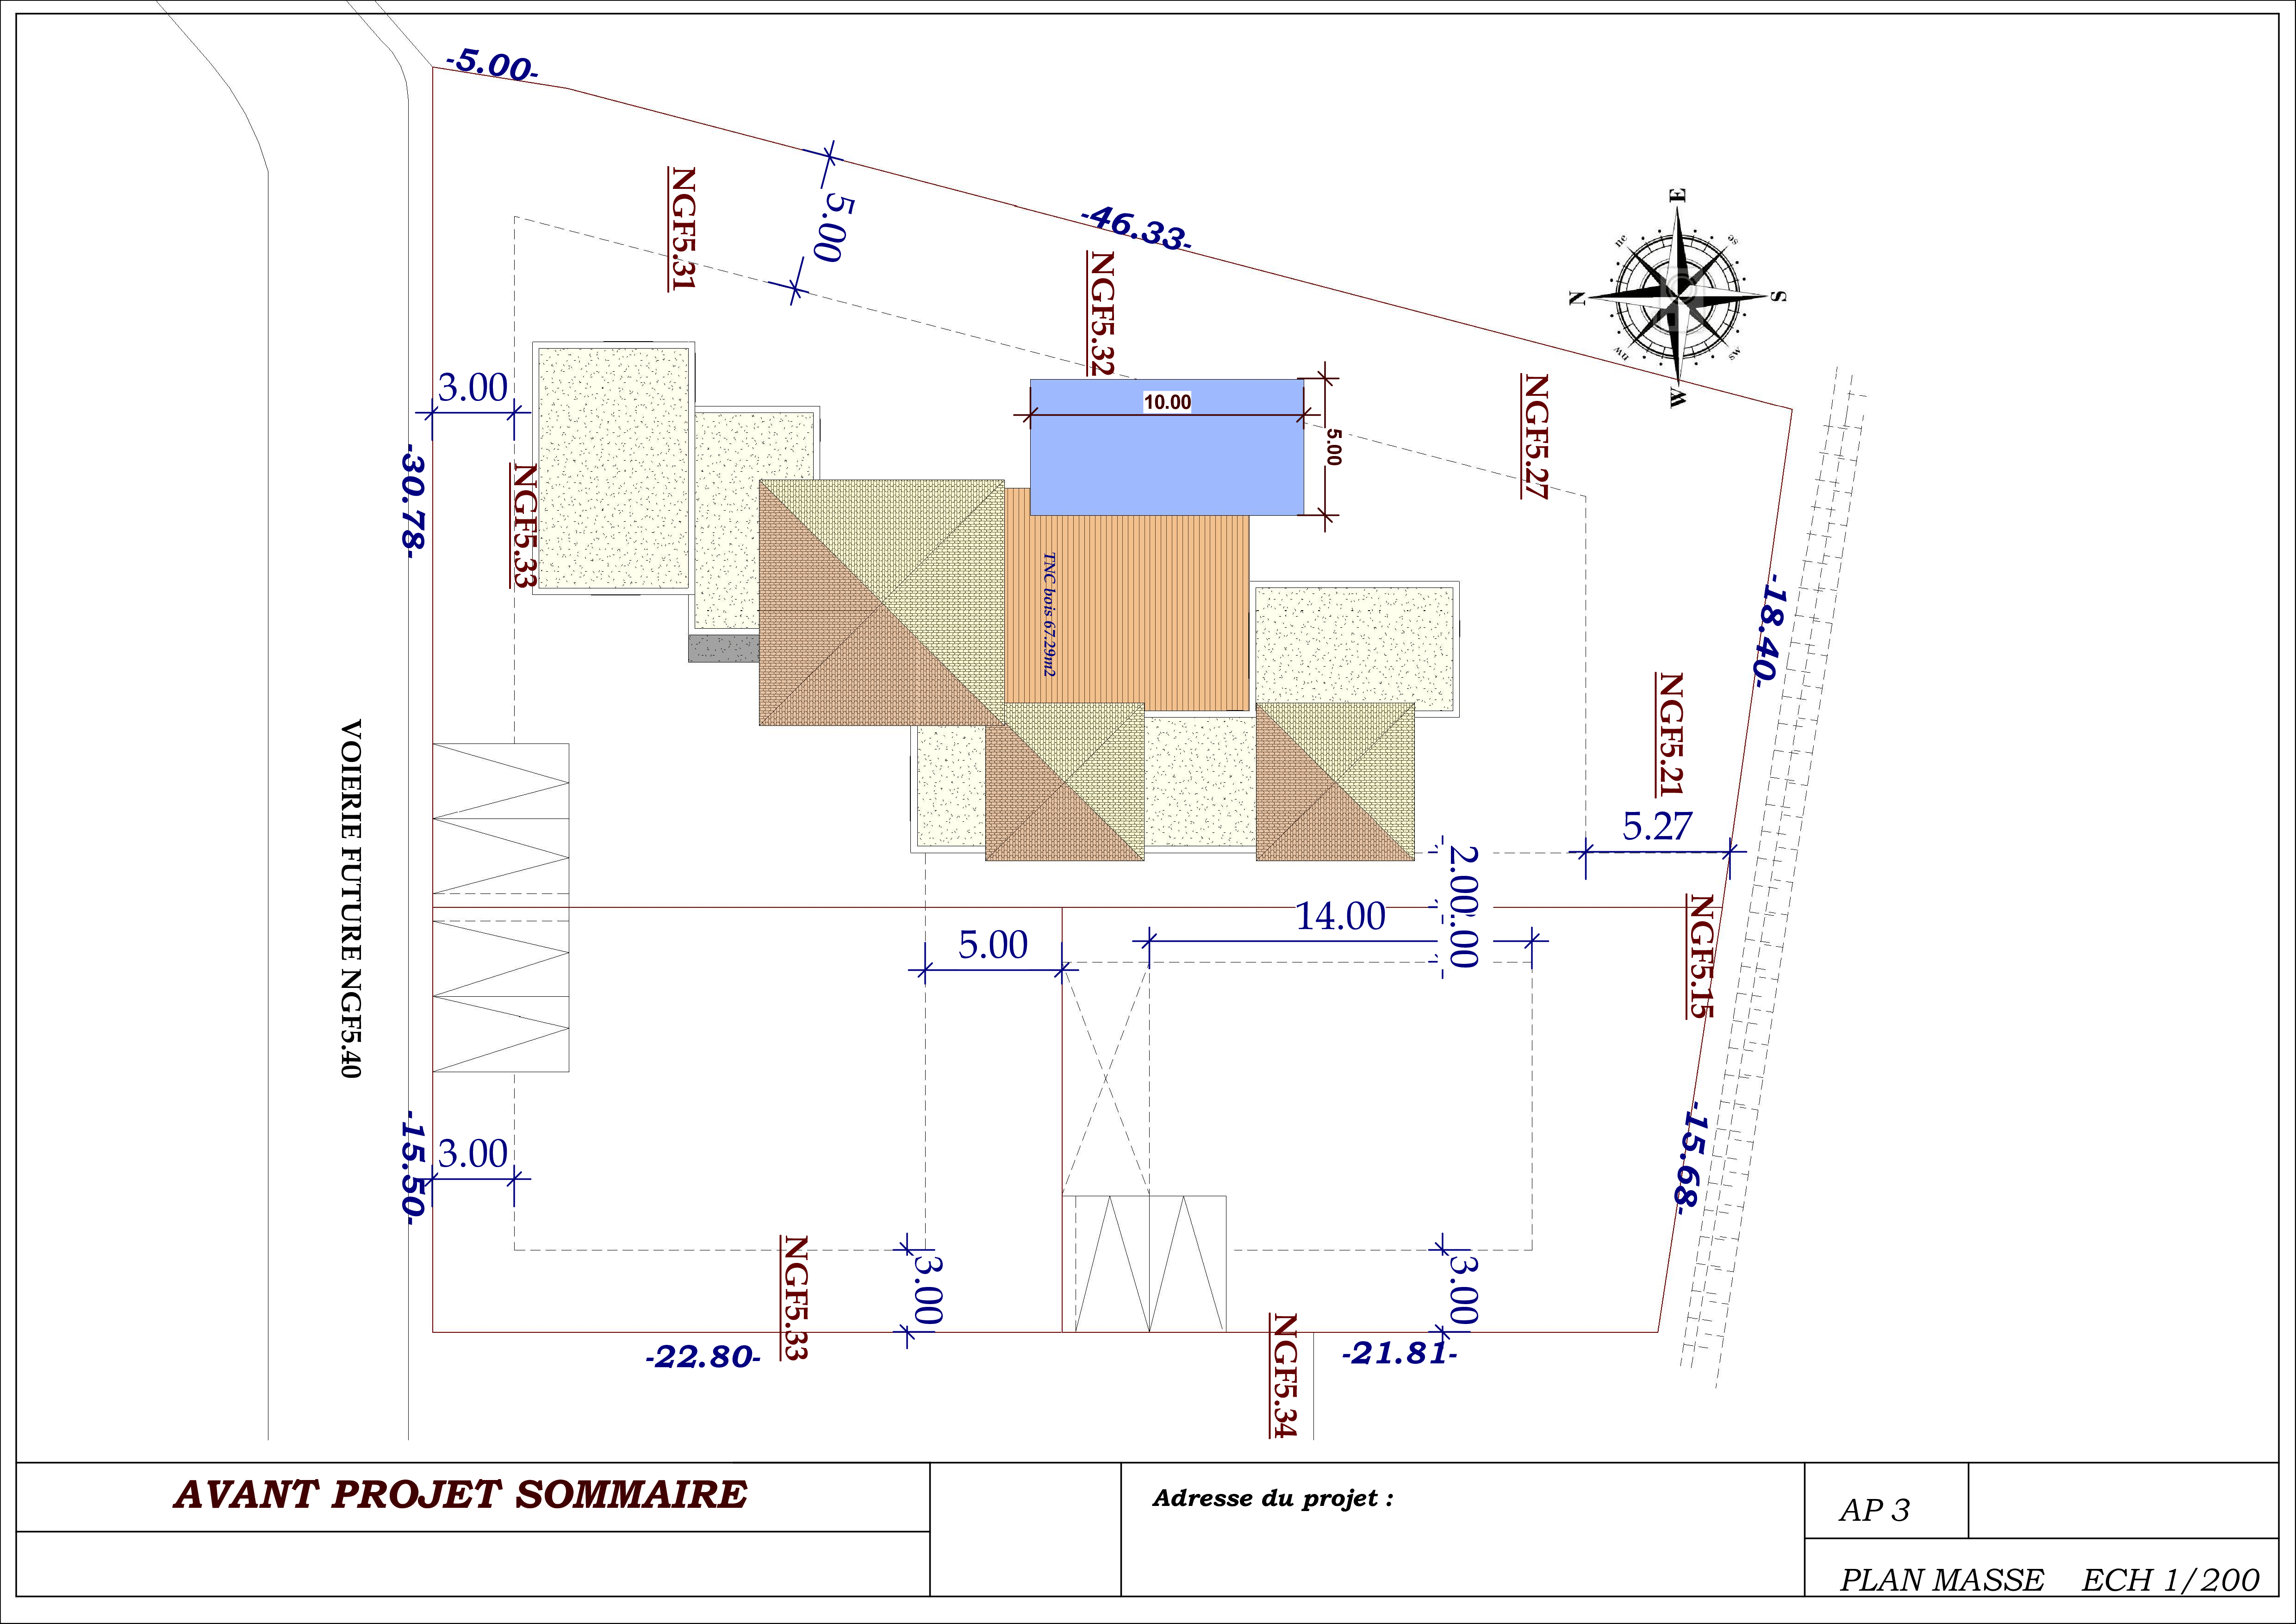 -5.00-
5.00
-46.33-
NGF5.31
NGF5.32
E
ne
se
N
S
nw
sw
W
3.00
10.00
5.00
NGF5.27
-30.78-
NGF5.33
TNC bois 67.29m2
-18.40-
NGF5.21
5.27
VOIERIE FUTURE NGF5.40
2.00
14.00
5.00
2.00
NGF5.15
-15.50-
3.00
-15.68-
NGF5.33
3.00
3.00
-22.80-
NGF5.34
-21.81-
AVANT PROJET SOMMAIRE
Adresse du projet :
AP 3
PLAN MASSE ECH 1/200